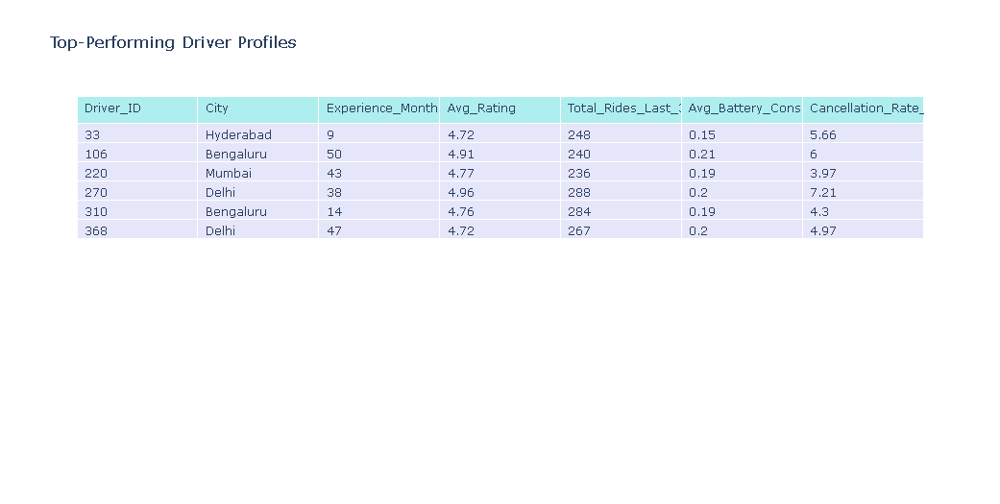 Top-Performing Driver Profiles
Driver_ID City Experience_Month Avg_Rating Total_Rides_Last_3 Avg_Battery_Cons Cancellation_Rate_
33 Hyderabad 9 4.72 248 0.15 5.66
106 Bengaluru 50 4.91 240 0.21 6
220 Mumbai 43 4.77 236 0.19 3.97
270 Delhi 38 4.96 288 0.2 7.21
310 Bengaluru 14 4.76 284 0.19 4.3
368 Delhi 47 4.72 267 0.2 4.97